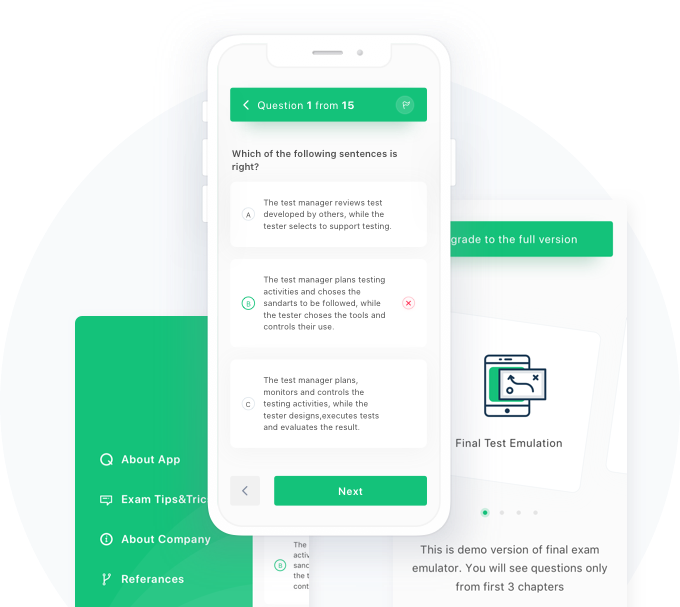 Question 1 from 15
Which of the following sentences is
right?
A
The test manager reviews test
developed by others, while the
tester selects to support testing.
B
The test manager plans testing
activities and choses the
sandarts to be followed, while
the tester choses the tools and
controls their use.
C
The test manager plans,
monitors and controls the
testing activities, while the
tester designs,executes tests
and evaluates the result.
Next
About App
Exam Tips&Tric
About Company
Referances
B
The
activ
sanc
the t
cont
grade to the full version
Final Test Emulation
This is demo version of final exam
emulator. You will see questions only
from first 3 chapters